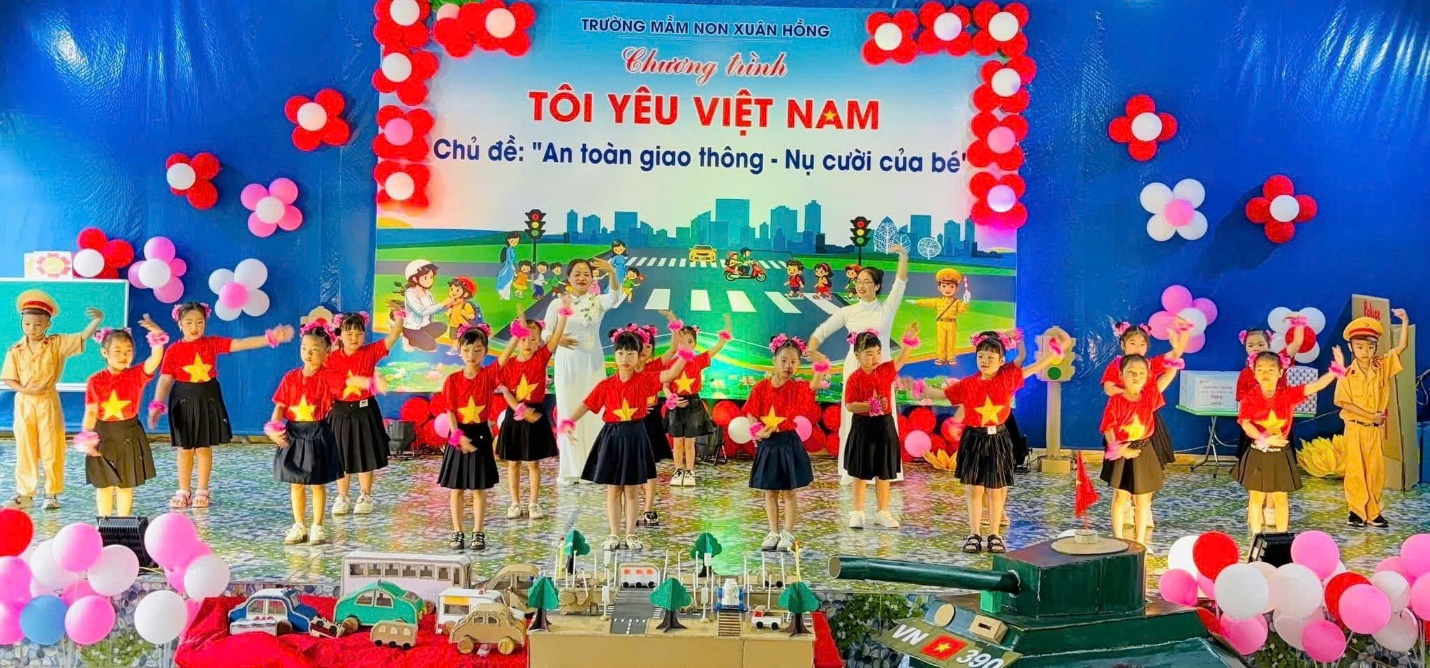 TRƯỜNG MẦM NON XUÂN HỒNG
Chương trình
TÔI YÊU VIỆT NAM
Chủ đề: "An toàn giao thông - Nụ cười của bé"
VN 390